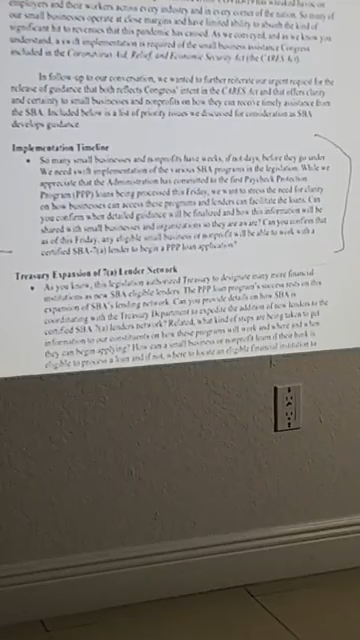 employers and their workers across every industry and in every corner of the nation. So many of
our small businesses operate at close margins and have limited ability to absorb the kind of
significant hit to revenues that this pandemic has caused. As we conveyed, and as we know you
understand, a swift implementation is required of the small business assistance Congress
included in the Coronavirus Aid, Relief, and Economic Security Act (the CARES Act).
In follow-up to our conversation, we wanted to further reiterate our urgent request for the
release of guidance that both reflects Congress' intent in the CARES Act and that offers clarity
and certainty to small businesses and nonprofits on how they can receive timely assistance from
the SBA. Included below is a list of priority issues we discussed for consideration as SBA
develops guidance.
Implementation Timeline
• So many small businesses and nonprofits have weeks, if not days, before they go under.
We need swift implementation of the various SBA programs in the legislation. While we
appreciate that the Administration has committed to the first Paycheck Protection
Program (PPP) loans being processed this Friday, we want to stress the need for clarity
on how businesses can access these programs and lenders can facilitate the loans. Can
you confirm when detailed guidance will be finalized and how this information will be
shared with small businesses and organizations so they are aware? Can you confirm that
as of this Friday, any eligible small business or nonprofit will be able to work with a
certified SBA-7(a) lender to begin a PPP loan application?
Treasury Expansion of 7(a) Lender Network
• As you know, this legislation authorized Treasury to designate many more financial
institutions as new SBA eligible lenders. The PPP loan program's success rests on this
expansion of SBA's lending network. Can you provide details on how SBA is
coordinating with the Treasury Department to expedite the addition of new lenders to the
certified SBA 7(a) lenders network? Related, what kind of steps are being taken to get
information to our constituents on how these programs will work and where and when
they can begin applying? How can a small business or nonprofit learn if their bank is
eligible to process a loan and if not, where to locate an eligible financial institution to